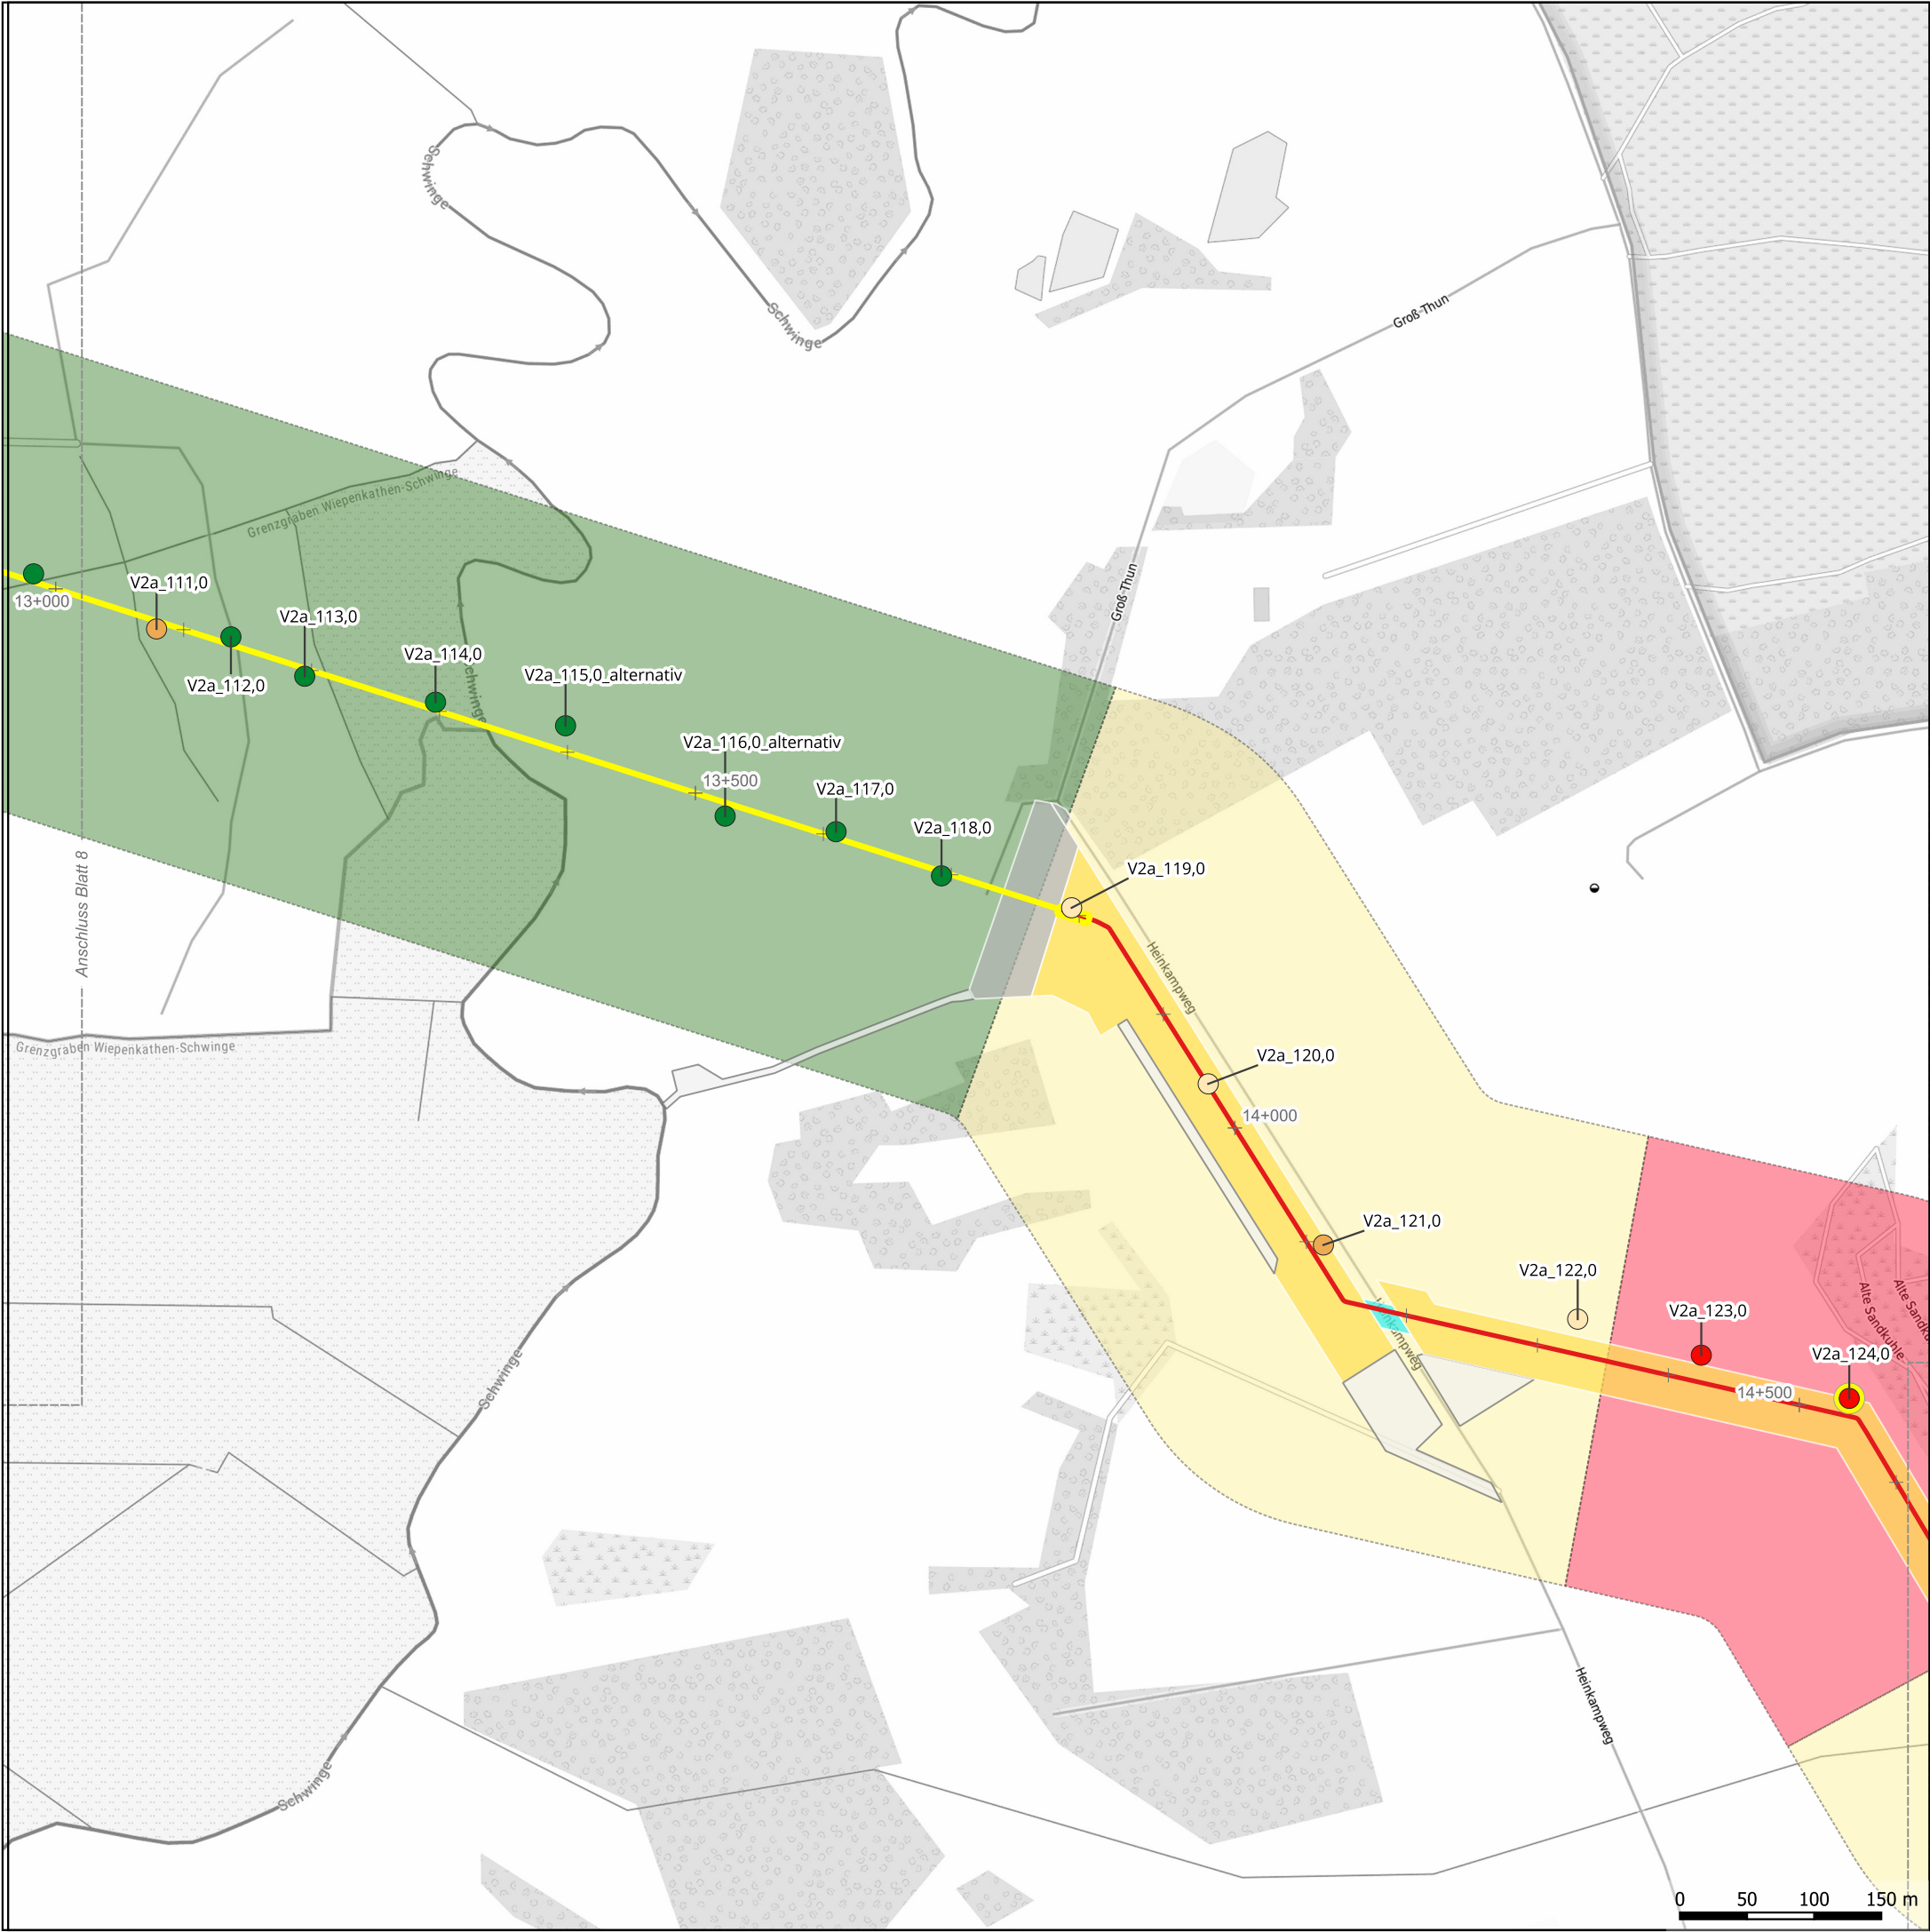 Schwinge
Schwinge
Groß Thun
Grenzgraben Wiepenkathen-Schwinge
Groß Thun
V2a_111,0
13+000
V2a_113,0
V2a_114,0
V2a_112,0
Schwinge
V2a_115,0_alternativ
V2a_116,0_alternativ
13+500
V2a_117,0
V2a_118,0
V2a_119,0
Anschluss Blatt 8
Heinkampweg
Grenzgraben Wiepenkathen-Schwinge
V2a_120,0
14+000
V2a_121,0
V2a_122,0
V2a_123,0
Alte Sandkuhle
Heinkampweg
V2a_124,0
14+500
Schwinge
Heinkampweg
Schwinge
0 50 100 150 m